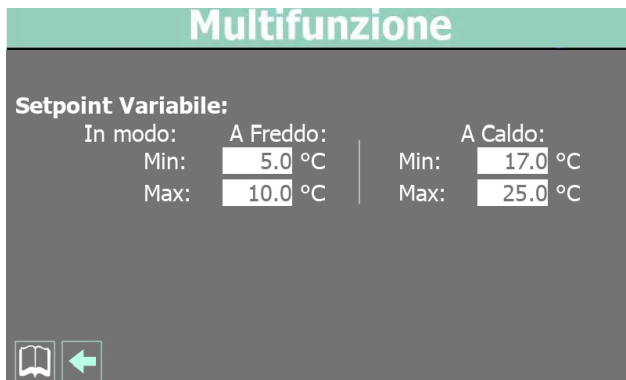 Multifunzione
Setpoint Variabile:
In modo: A Freddo: A Caldo:
Min: 5.0 °C Min: 17.0 °C
Max: 10.0 °C Max: 25.0 °C